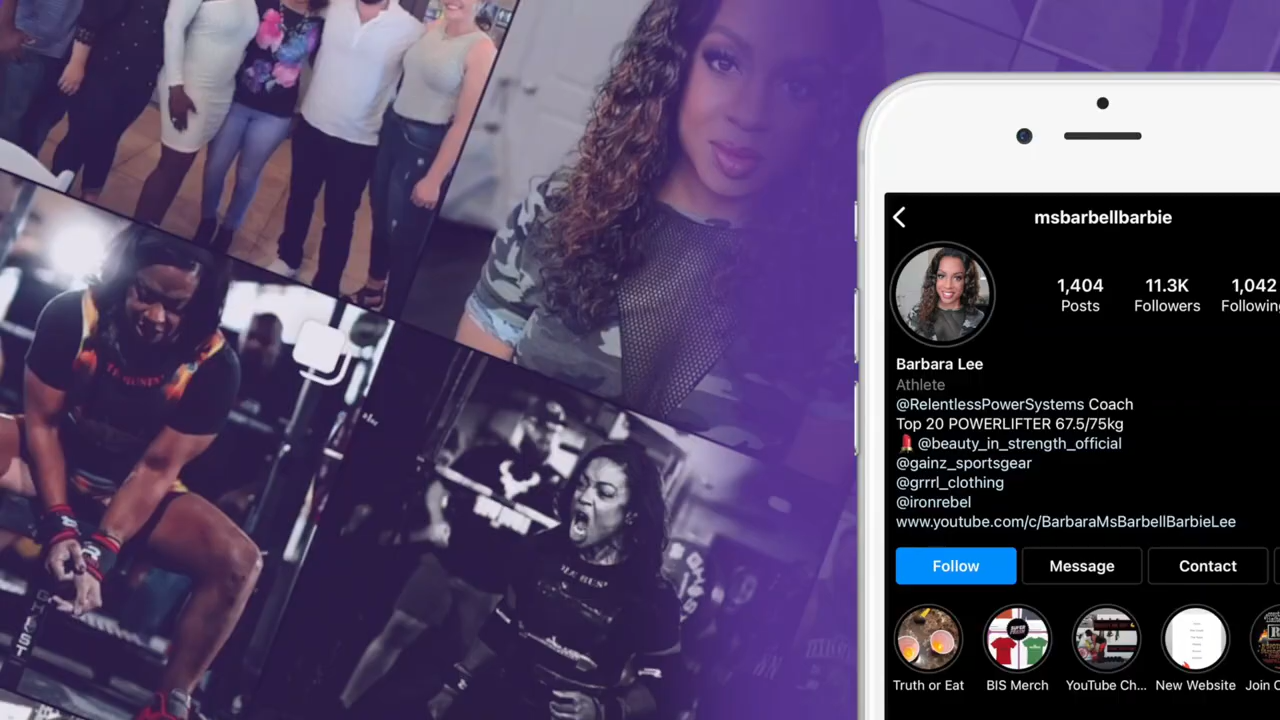 msbarbellbarbie
1,404
11.3K
1,042
Posts
Followers
Following
Barbara Lee
Athlete
@RelentlessPowerSystems Coach
Top 20 POWERLIFTER 67.5/75kg
@beauty_in_strength_official
@gainz_sportsgear
@grrrl_clothing
@ironrebel
www.youtube.com/c/BarbaraMsBarbellBarbieLee
Follow
Message
Contact
Truth or Eat
BIS Merch
YouTube Ch...
New Website
Join